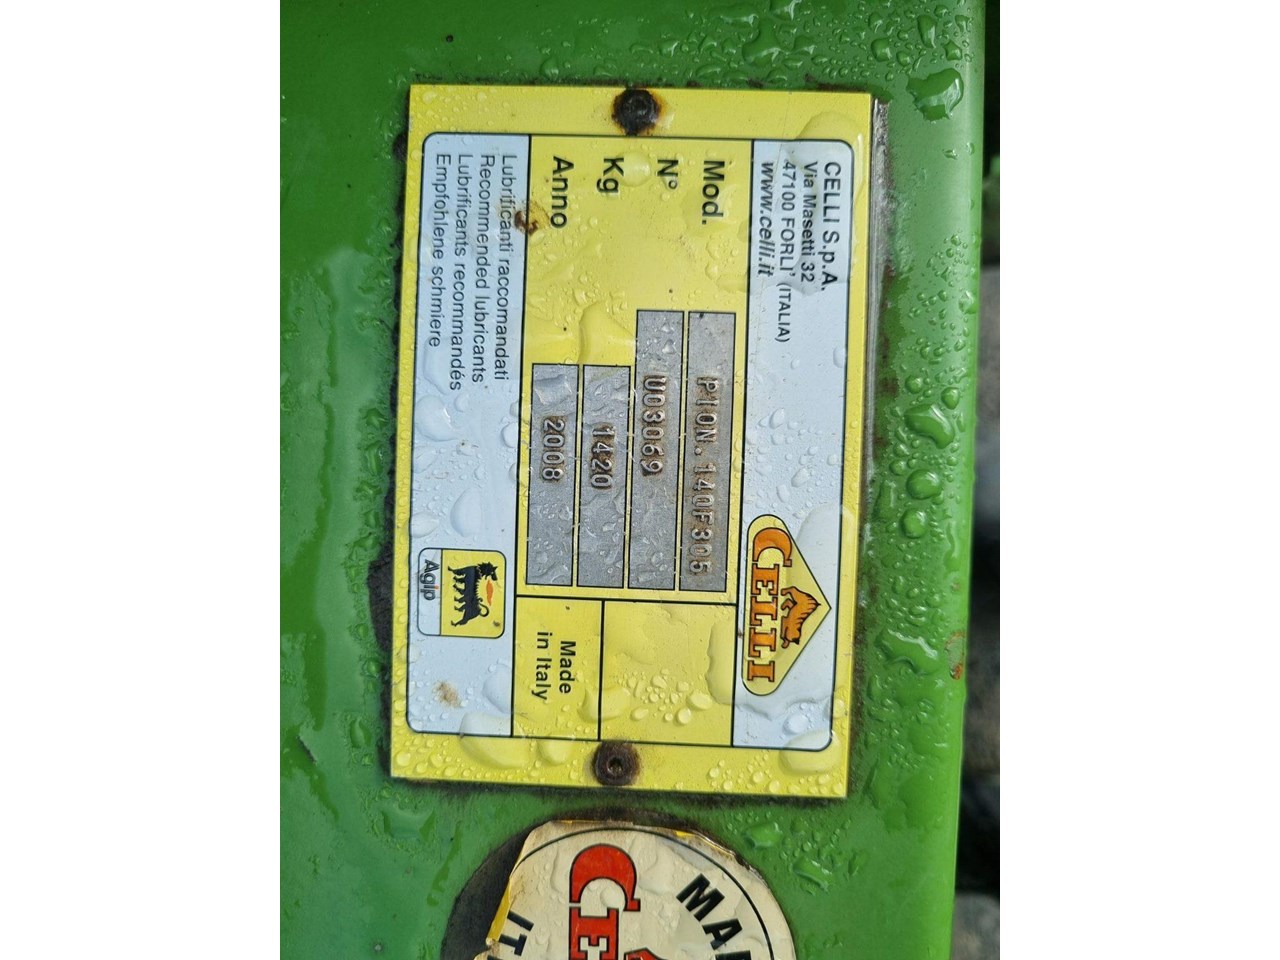 CELLI S.p.A.
Via Masetti 32
47100 FORLI' (ITALIA)
www.celli.it
CELLI
Mod. PION.140F305
N° U03069
Kg 1420
Anno 2008
Made
in Italy
Lubrificanti raccomandati
Recommended lubricants
Lubrificants recommandés
Empfohlene schmiere
Agip